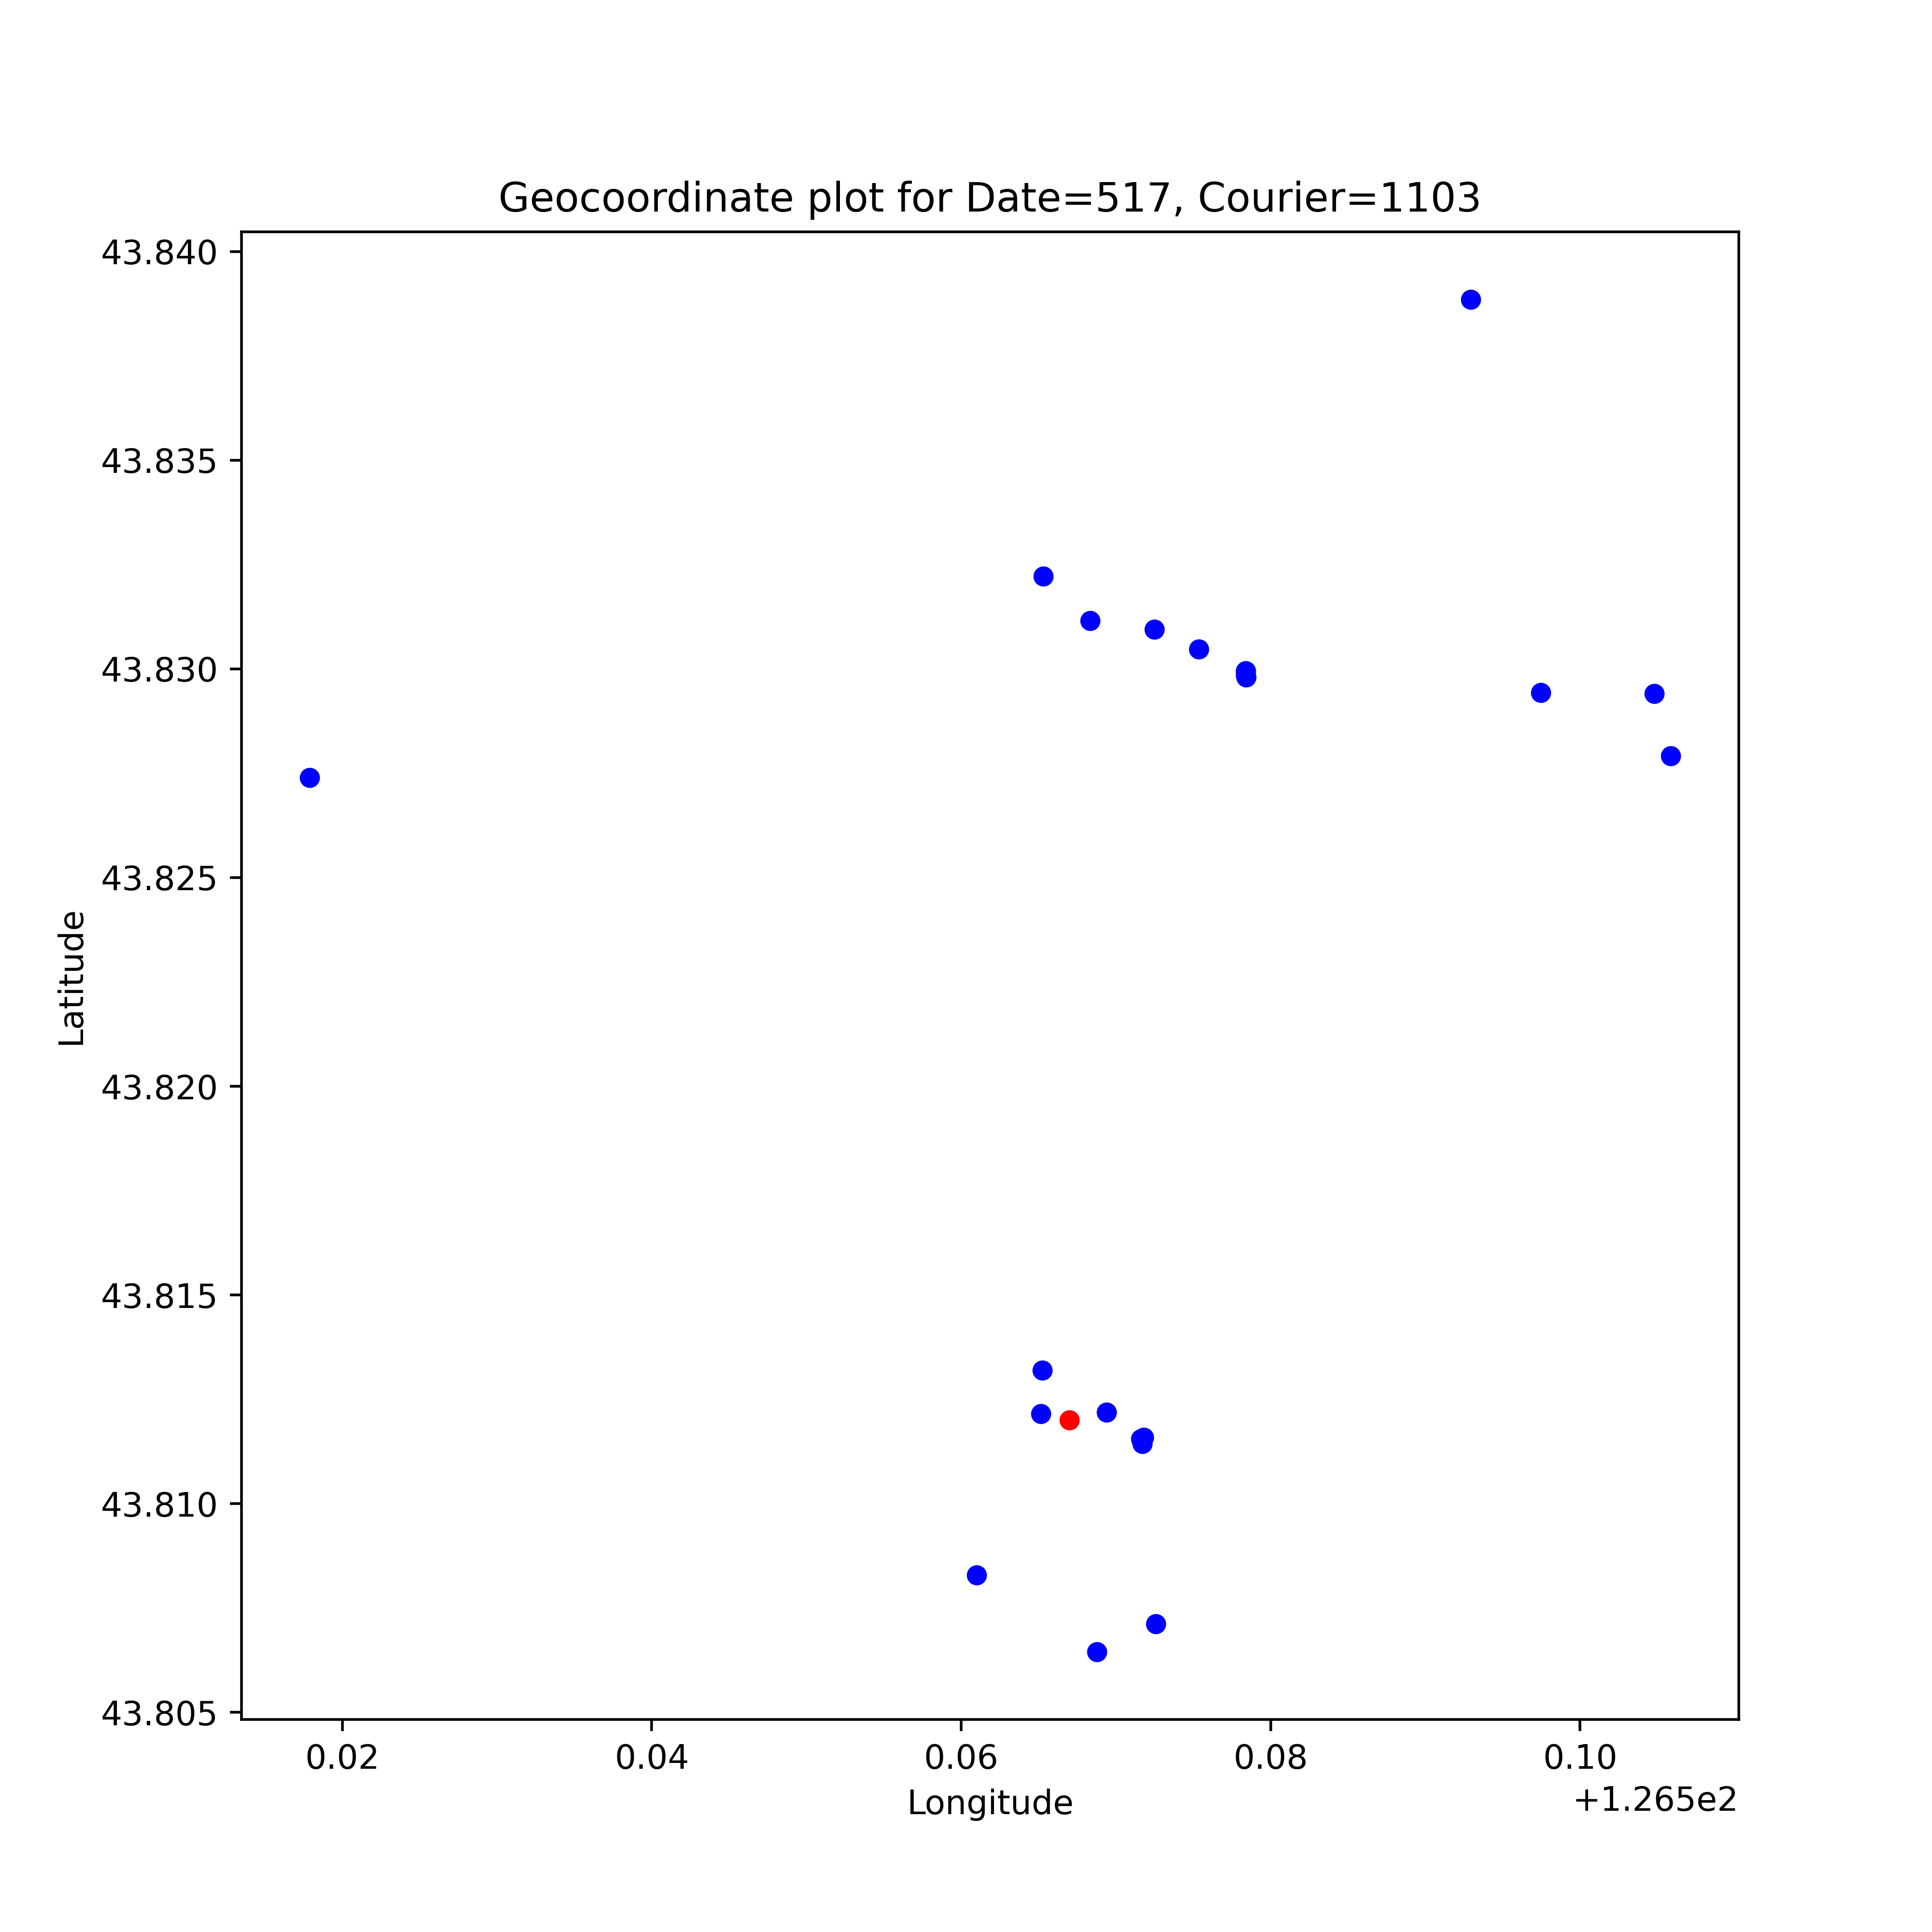 Geocoordinate plot for Date=517, Courier=1103
43.840
43.835
43.830
43.825
43.820
43.815
43.810
43.805
Latitude
0.02 0.04 0.06 0.08 0.10
Longitude
+1.265e2